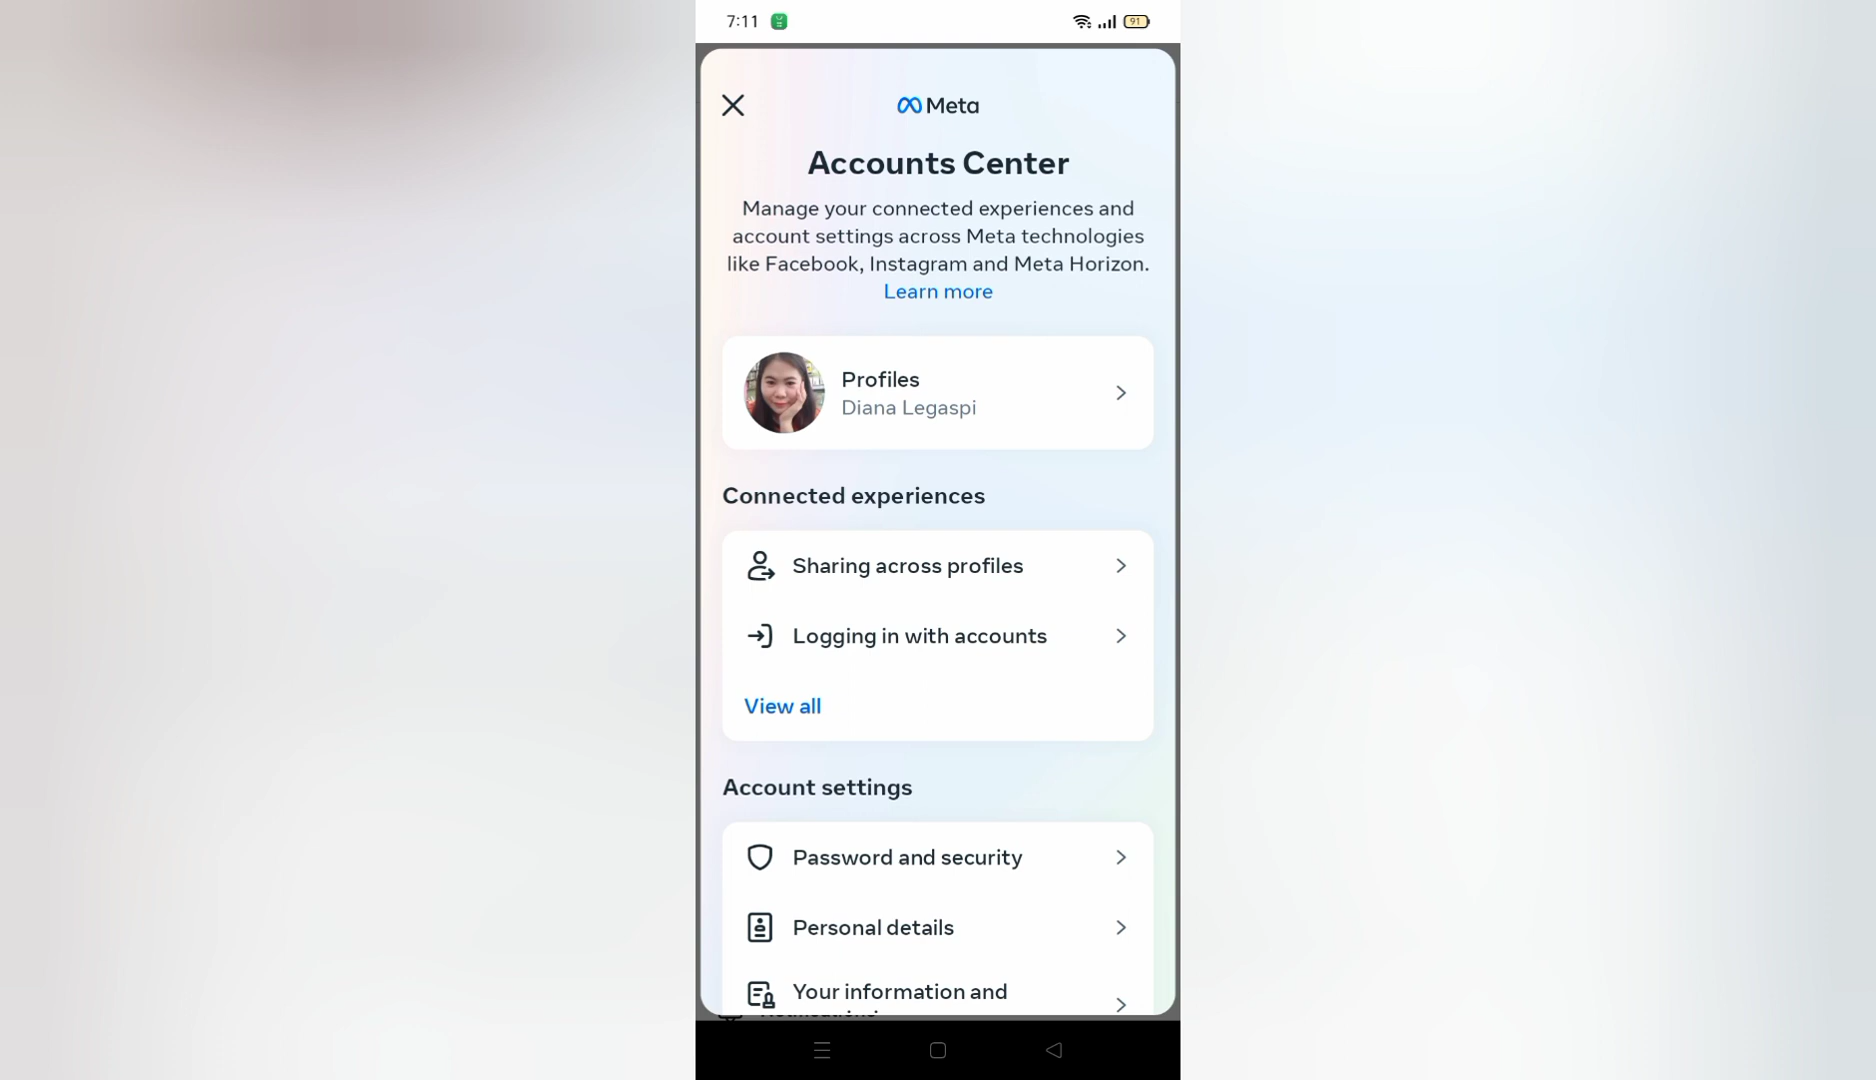 7:11
91
Meta
Accounts Center
Manage your connected experiences and
account settings across Meta technologies
like Facebook, Instagram and Meta Horizon.
Learn more
Profiles
Diana Legaspi
Connected experiences
Sharing across profiles
Logging in with accounts
View all
Account settings
Password and security
Personal details
Your information and
Notifications